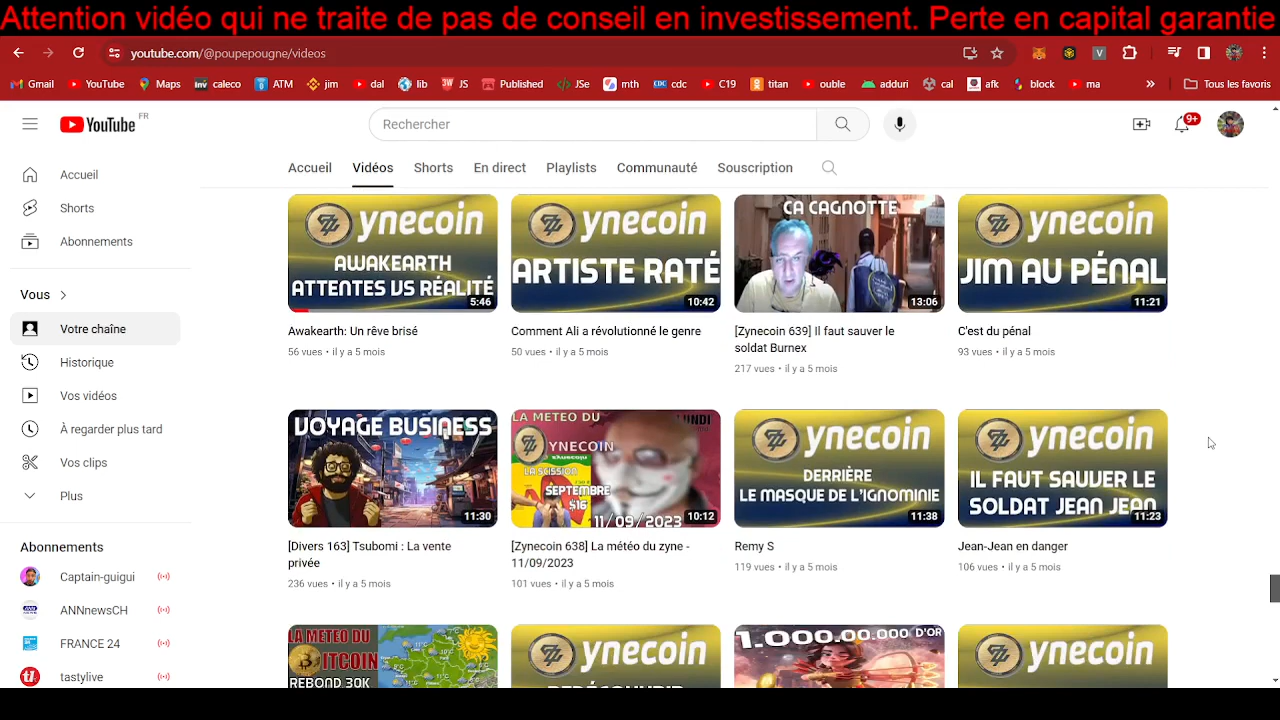 Attention vidéo qui ne traite de pas de conseil en investissement. Perte en capital garantie
youtube.com/@poupepougne/videos
Gmail YouTube Maps inv caleco ATM jim dal lib JW JS Published JSe mth CDC cdc C19 titan ouble adduri cal afk block ma » Tous les favoris
YouTube FR
Rechercher
9+
Accueil Vidéos Shorts En direct Playlists Communauté Souscription
Accueil
Shorts
Abonnements
Vous
Votre chaîne
Historique
Vos vidéos
À regarder plus tard
Vos clips
Plus
Abonnements
Captain-guigui
ANNnewsCH
FRANCE 24
tastylive
ynecoin
AWAKEARTH
ATTENTES VS RÉALITÉ
5:46
Awakearth: Un rêve brisé
56 vues • il y a 5 mois
ynecoin
ARTISTE RATÉ
10:42
Comment Ali a révolutionné le genre
50 vues • il y a 5 mois
CA CAGNOTTE
13:06
[Zynecoin 639] Il faut sauver le
soldat Burnex
217 vues • il y a 5 mois
ynecoin
JIM AU PÉNAL
11:21
C'est du pénal
93 vues • il y a 5 mois
VOYAGE BUSINESS
11:30
[Divers 163] Tsubomi : La vente
privée
236 vues • il y a 5 mois
LA METEO DU
LUNDI
YNECOIN
LA SCISSION
SEPTEMBRE
$16
11/09/2023
10:12
[Zynecoin 638] La météo du zyne -
11/09/2023
101 vues • il y a 5 mois
ynecoin
DERRIÈRE
LE MASQUE DE L'IGNOMINIE
11:38
Remy S
119 vues • il y a 5 mois
ynecoin
IL FAUT SAUVER LE
SOLDAT JEAN JEAN
11:23
Jean-Jean en danger
106 vues • il y a 5 mois
LA METEO DU
ITCOIN
REBOND 30K
ynecoin
REDÉCOUVRIR
1.000.00.000 D'OR
ynecoin